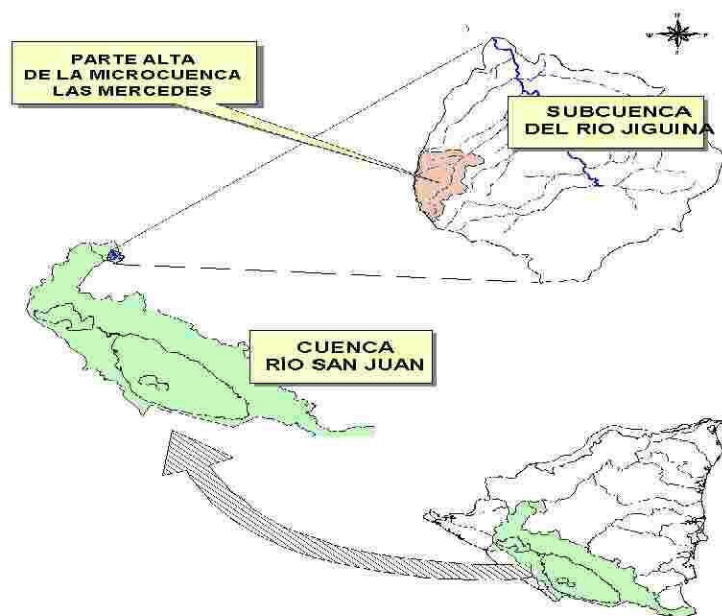 PARTE ALTA
DE LA MICROCUENCA
LAS MERCEDES
SUBCUENCA
DEL RIO JIGUINA
CUENCA
RÍO SAN JUAN